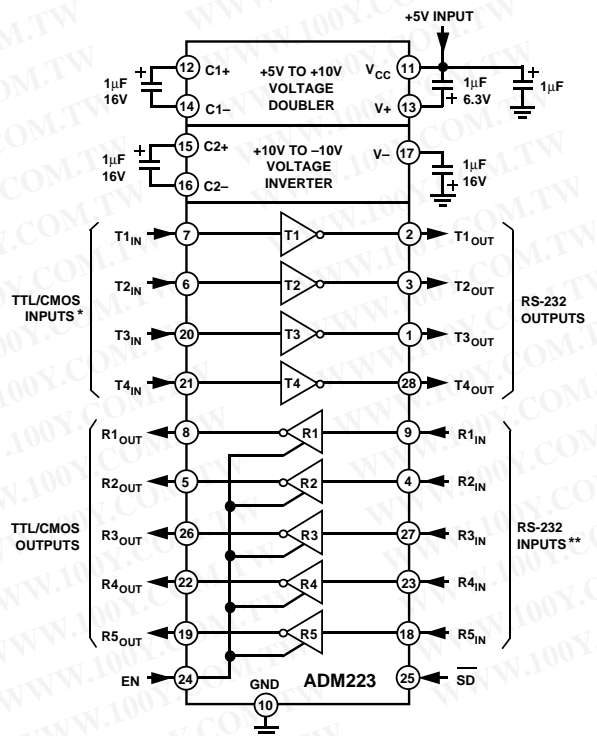 +5V INPUT
12 C1+ +5V TO +10V VCC 11
1μF 16V
VOLTAGE DOUBLER
1μF 6.3V
1μF
14 C1– V+ 13
15 C2+ +10V TO –10V V– 17
1μF 16V
VOLTAGE INVERTER
1μF 16V
16 C2–
T1IN 7 T1 2 T1OUT
T2IN 6 T2 3 T2OUT
TTL/CMOS INPUTS*
RS-232 OUTPUTS
T3IN 20 T3 1 T3OUT
T4IN 21 T4 28 T4OUT
R1OUT 8 R1 9 R1IN
R2OUT 5 R2 4 R2IN
TTL/CMOS OUTPUTS
RS-232 INPUTS**
R3OUT 26 R3 27 R3IN
R4OUT 22 R4 23 R4IN
R5OUT 19 R5 18 R5IN
EN 24 ADM223 25 SD
GND
10
WWW.100Y.COM.TW